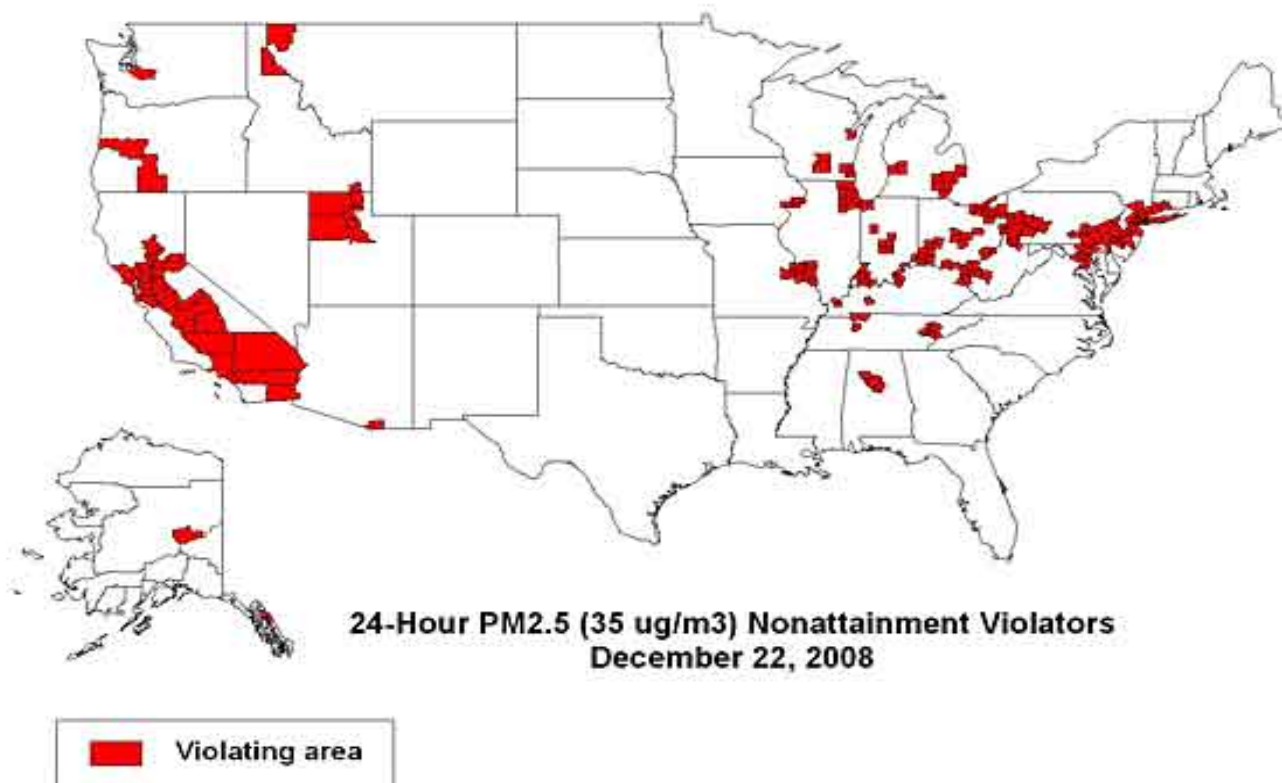 24-Hour PM2.5 (35 ug/m3) Nonattainment Violators
December 22, 2008
Violating area